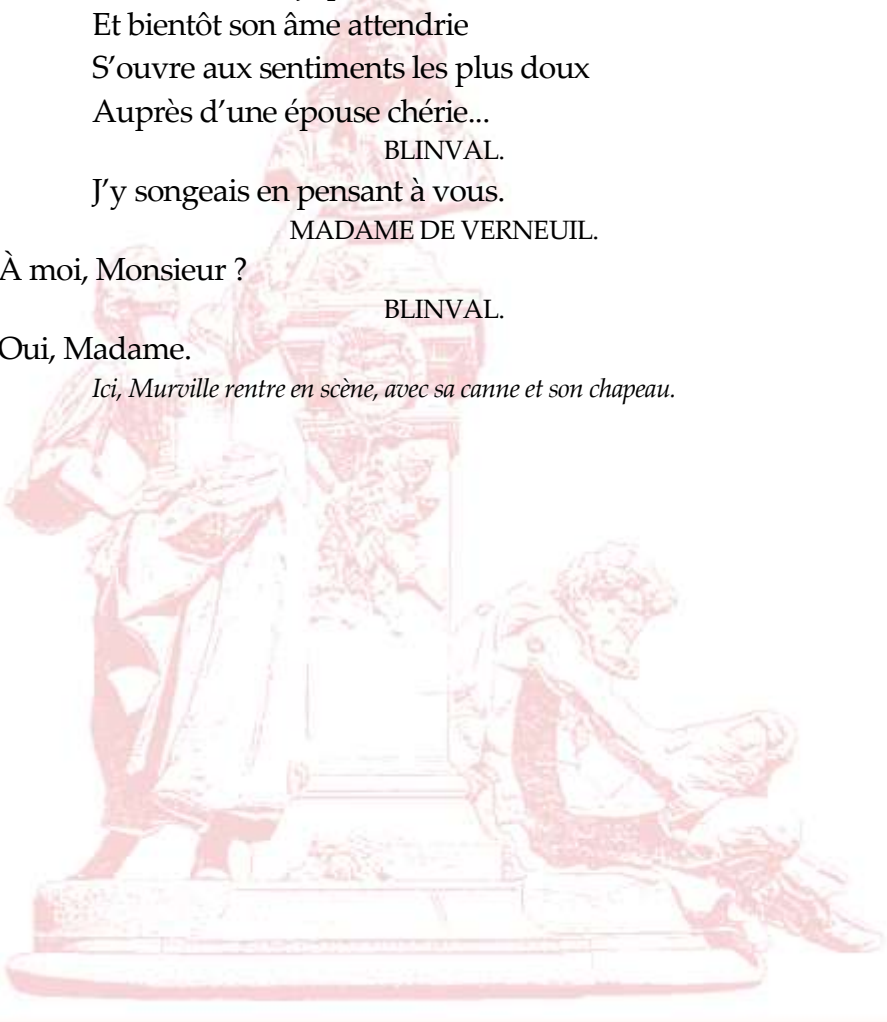 Et bientôt son âme attendrie
S’ouvre aux sentiments les plus doux
Auprès d’une épouse chérie...
BLINVAL.
J’y songeais en pensant à vous.
MADAME DE VERNEUIL.
À moi, Monsieur ?
BLINVAL.
Oui, Madame.
Ici, Murville rentre en scène, avec sa canne et son chapeau.